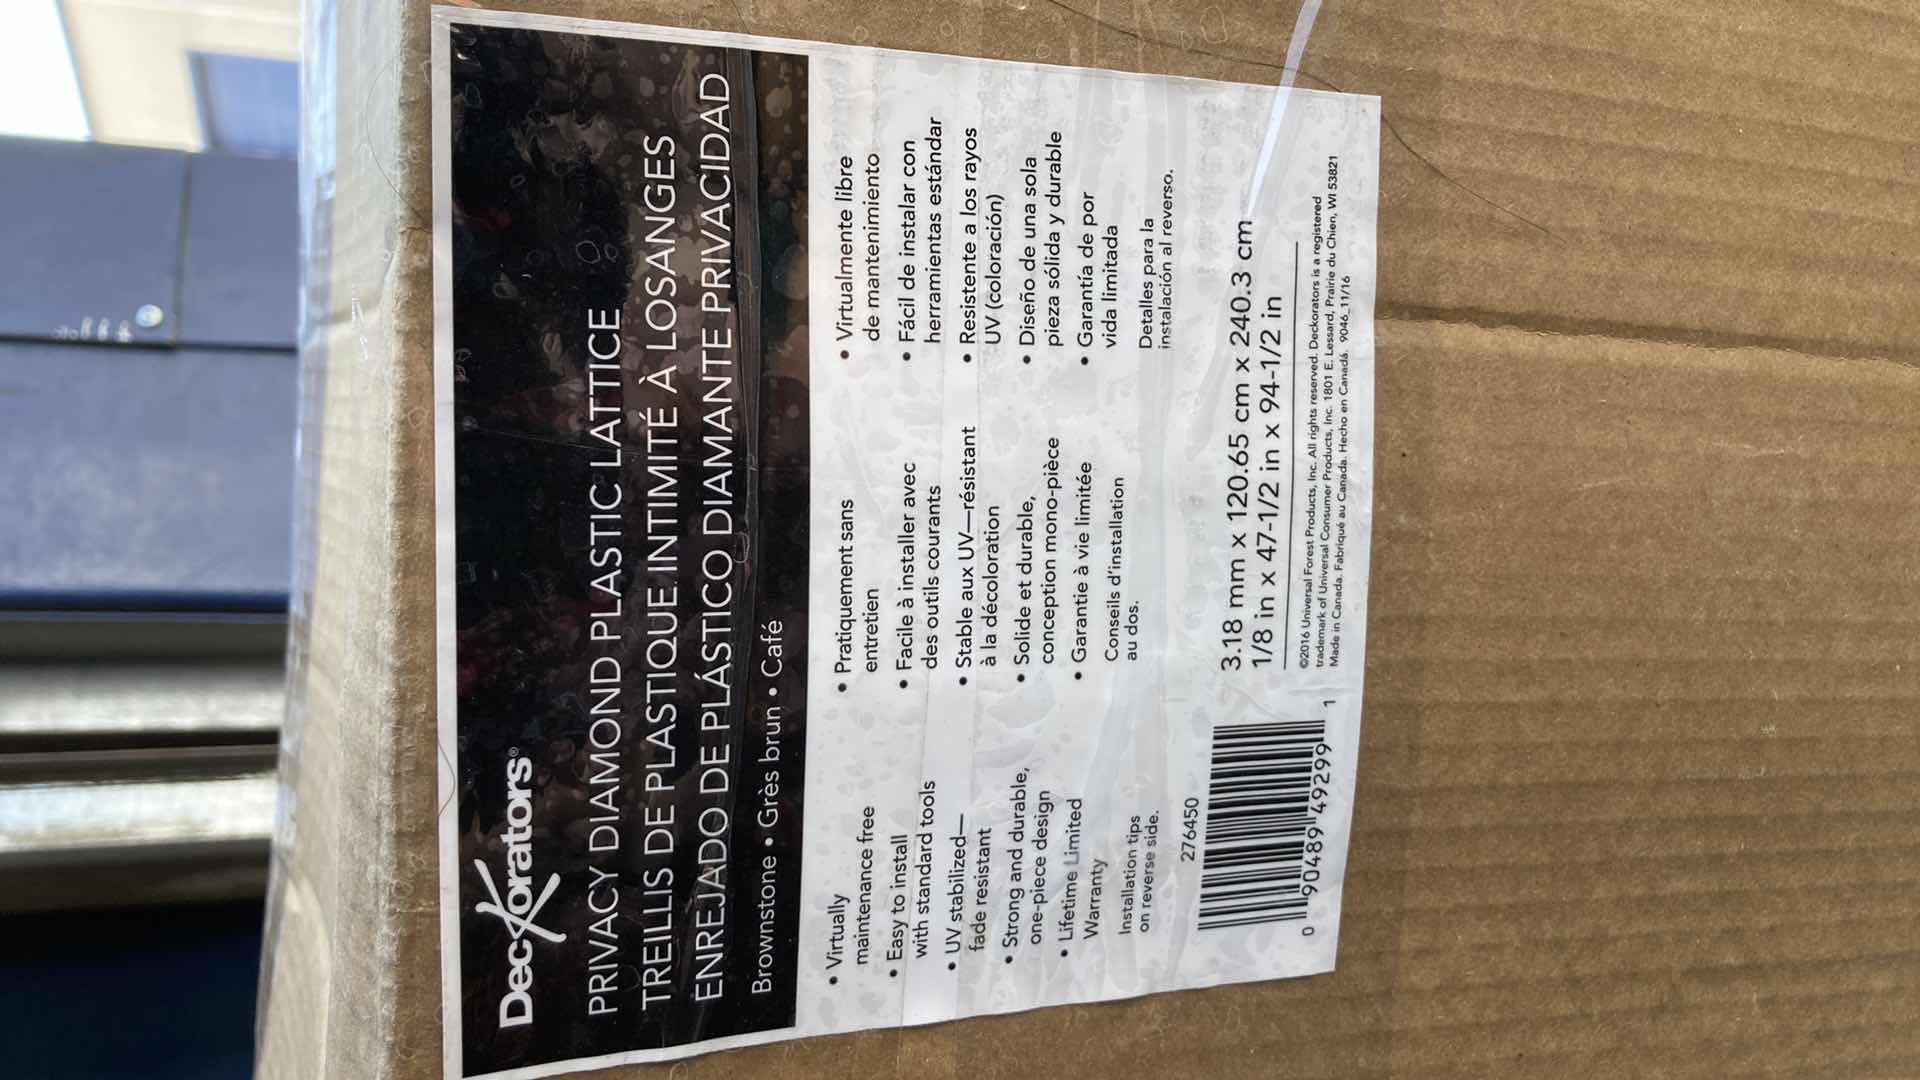 Deckorators®
PRIVACY DIAMOND PLASTIC LATTICE
TREILLIS DE PLASTIQUE INTIMITÉ À LOSANGES
ENREJADO DE PLÁSTICO DIAMANTE PRIVACIDAD
Brownstone • Grès brun • Café
• Virtually
maintenance free
• Easy to install
with standard tools
• UV stabilized—
fade resistant
• Strong and durable,
one-piece design
• Lifetime Limited
Warranty
Installation tips
on reverse side.
• Pratiquement sans
entretien
• Facile à installer avec
des outils courants
• Stable aux UV—résistant
à la décoloration
• Solide et durable,
conception mono-pièce
• Garantie à vie limitée
Conseils d'installation
au dos.
• Virtualmente libre
de mantenimiento
• Fácil de instalar con
herramientas estándar
• Resistente a los rayos
UV (coloración)
• Diseño de una sola
pieza sólida y durable
• Garantía de por
vida limitada
Detalles para la
instalación al reverso.
276450
0 90489 49299 1
3.18 mm x 120.65 cm x 240.3 cm
1/8 in x 47-1/2 in x 94-1/2 in
©2016 Universal Forest Products, Inc. All rights reserved. Deckorators is a registered
trademark of Universal Consumer Products, Inc. 1801 E. Lessard, Prairie du Chien, WI 53821
Made in Canada. Fabriqué au Canada. Hecho en Canadá. 9046_11/16